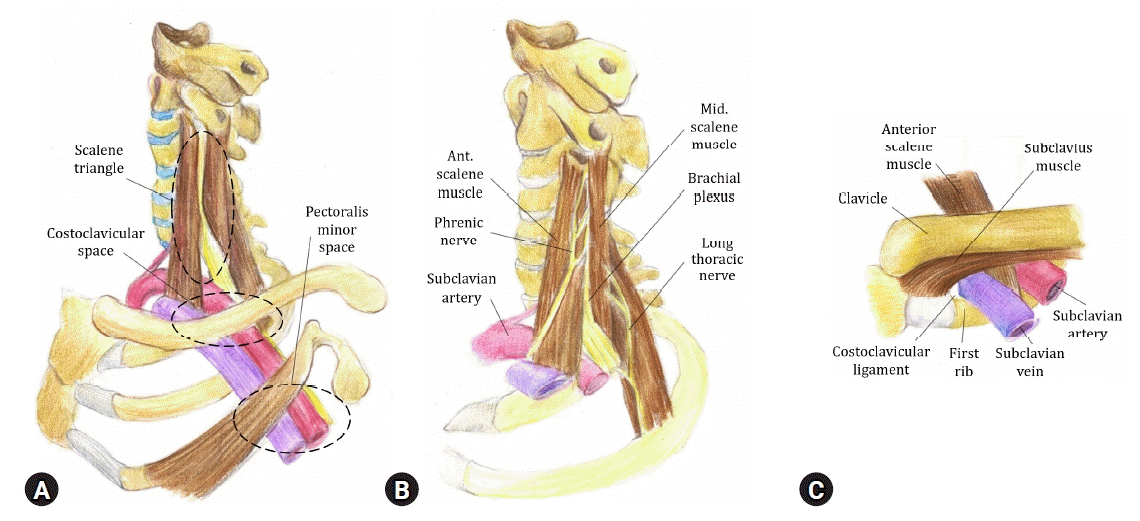 Scalene
triangle
Costoclavicular
space
Pectoralis
minor
space
A
Ant.
scalene
muscle
Phrenic
nerve
Subclavian
artery
Mid.
scalene
muscle
Brachial
plexus
Long
thoracic
nerve
B
Anterior
scalene
muscle
Subclavius
muscle
Clavicle
Costoclavicular
ligament
First
rib
Subclavian
vein
Subclavian
artery
C